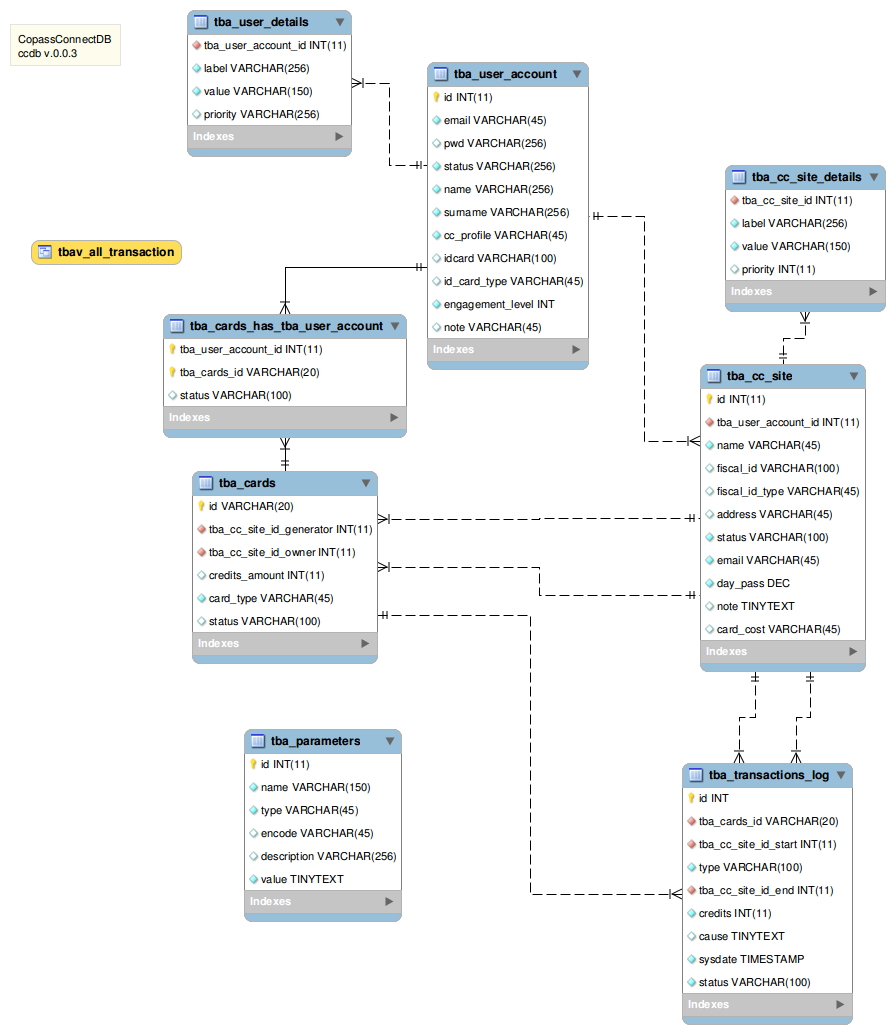 CopassConnectDB
ccdb v.0.0.3
tba_user_details
tba_user_account_id INT(11)
label VARCHAR(256)
value VARCHAR(150)
priority VARCHAR(256)
Indexes
tba_user_account
id INT(11)
email VARCHAR(45)
pwd VARCHAR(256)
status VARCHAR(256)
name VARCHAR(256)
surname VARCHAR(256)
cc_profile VARCHAR(45)
idcard VARCHAR(100)
id_card_type VARCHAR(45)
engagement_level INT
note VARCHAR(45)
Indexes
tba_cc_site_details
tba_cc_site_id INT(11)
label VARCHAR(256)
value VARCHAR(150)
priority INT(11)
Indexes
tbav_all_transaction
tba_cards_has_tba_user_account
tba_user_account_id INT(11)
tba_cards_id VARCHAR(20)
status VARCHAR(100)
Indexes
tba_cc_site
id INT(11)
tba_user_account_id INT(11)
name VARCHAR(45)
fiscal_id VARCHAR(100)
fiscal_id_type VARCHAR(45)
address VARCHAR(45)
status VARCHAR(100)
email VARCHAR(45)
day_pass DEC
note TINYTEXT
card_cost VARCHAR(45)
Indexes
tba_cards
id VARCHAR(20)
tba_cc_site_id_generator INT(11)
tba_cc_site_id_owner INT(11)
credits_amount INT(11)
card_type VARCHAR(45)
status VARCHAR(100)
Indexes
tba_parameters
id INT(11)
name VARCHAR(150)
type VARCHAR(45)
encode VARCHAR(45)
description VARCHAR(256)
value TINYTEXT
Indexes
tba_transactions_log
id INT
tba_cards_id VARCHAR(20)
tba_cc_site_id_start INT(11)
type VARCHAR(100)
tba_cc_site_id_end INT(11)
credits INT(11)
cause TINYTEXT
sysdate TIMESTAMP
status VARCHAR(100)
Indexes